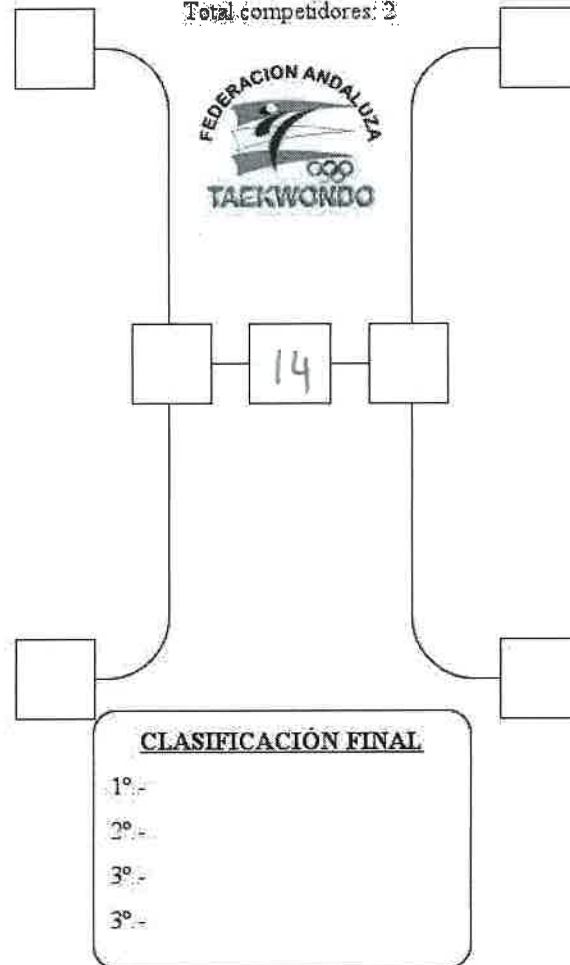 Total competidores: 2
FEDERACION ANDALUZA
TAEKWONDO
14
CLASIFICACIÓN FINAL
1º.-
2º.-
3º.-
3º.-